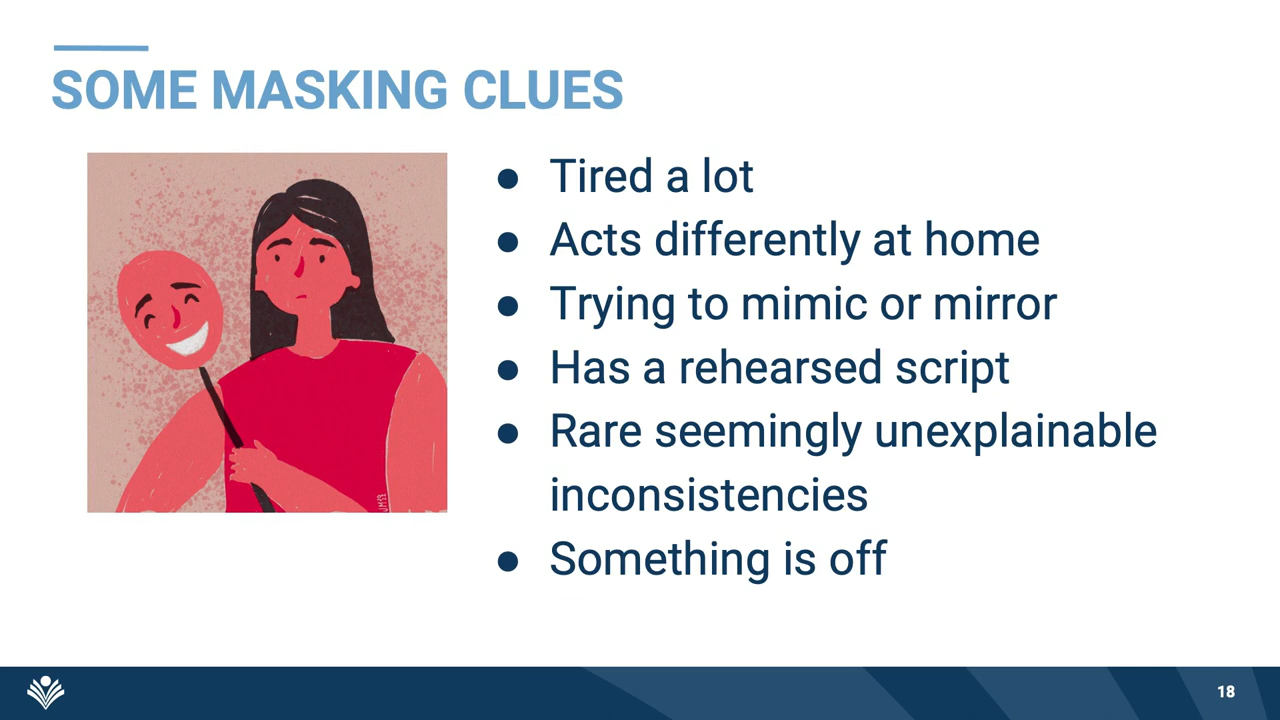 SOME MASKING CLUES
● Tired a lot
● Acts differently at home
● Trying to mimic or mirror
● Has a rehearsed script
● Rare seemingly unexplainable
inconsistencies
● Something is off
18